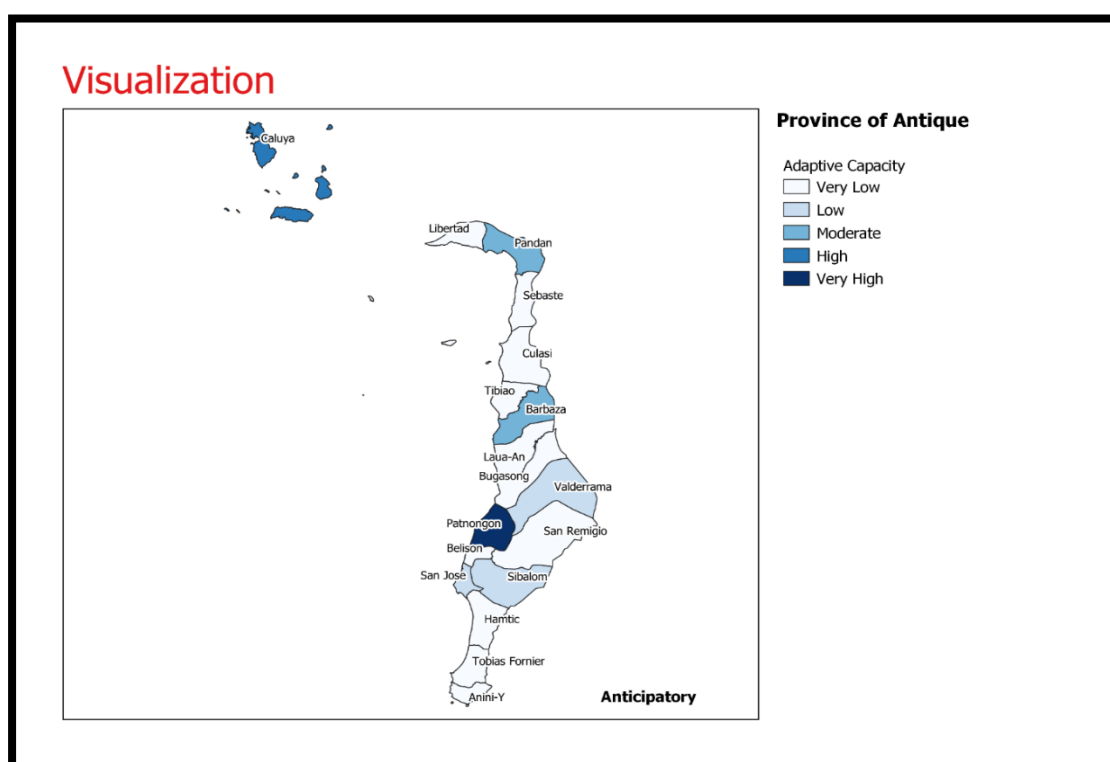 Visualization
Province of Antique
Adaptive Capacity
Very Low
Low
Moderate
High
Very High
Caluya
Libertad
Pandan
Sebaste
Culasi
Tibiao
Barbaza
Laua-An
Bugasong
Valderrama
Patnongon
San Remigio
Belison
San Jose
Sibalom
Hamtic
Tobias Fornier
Anini-Y
Anticipatory